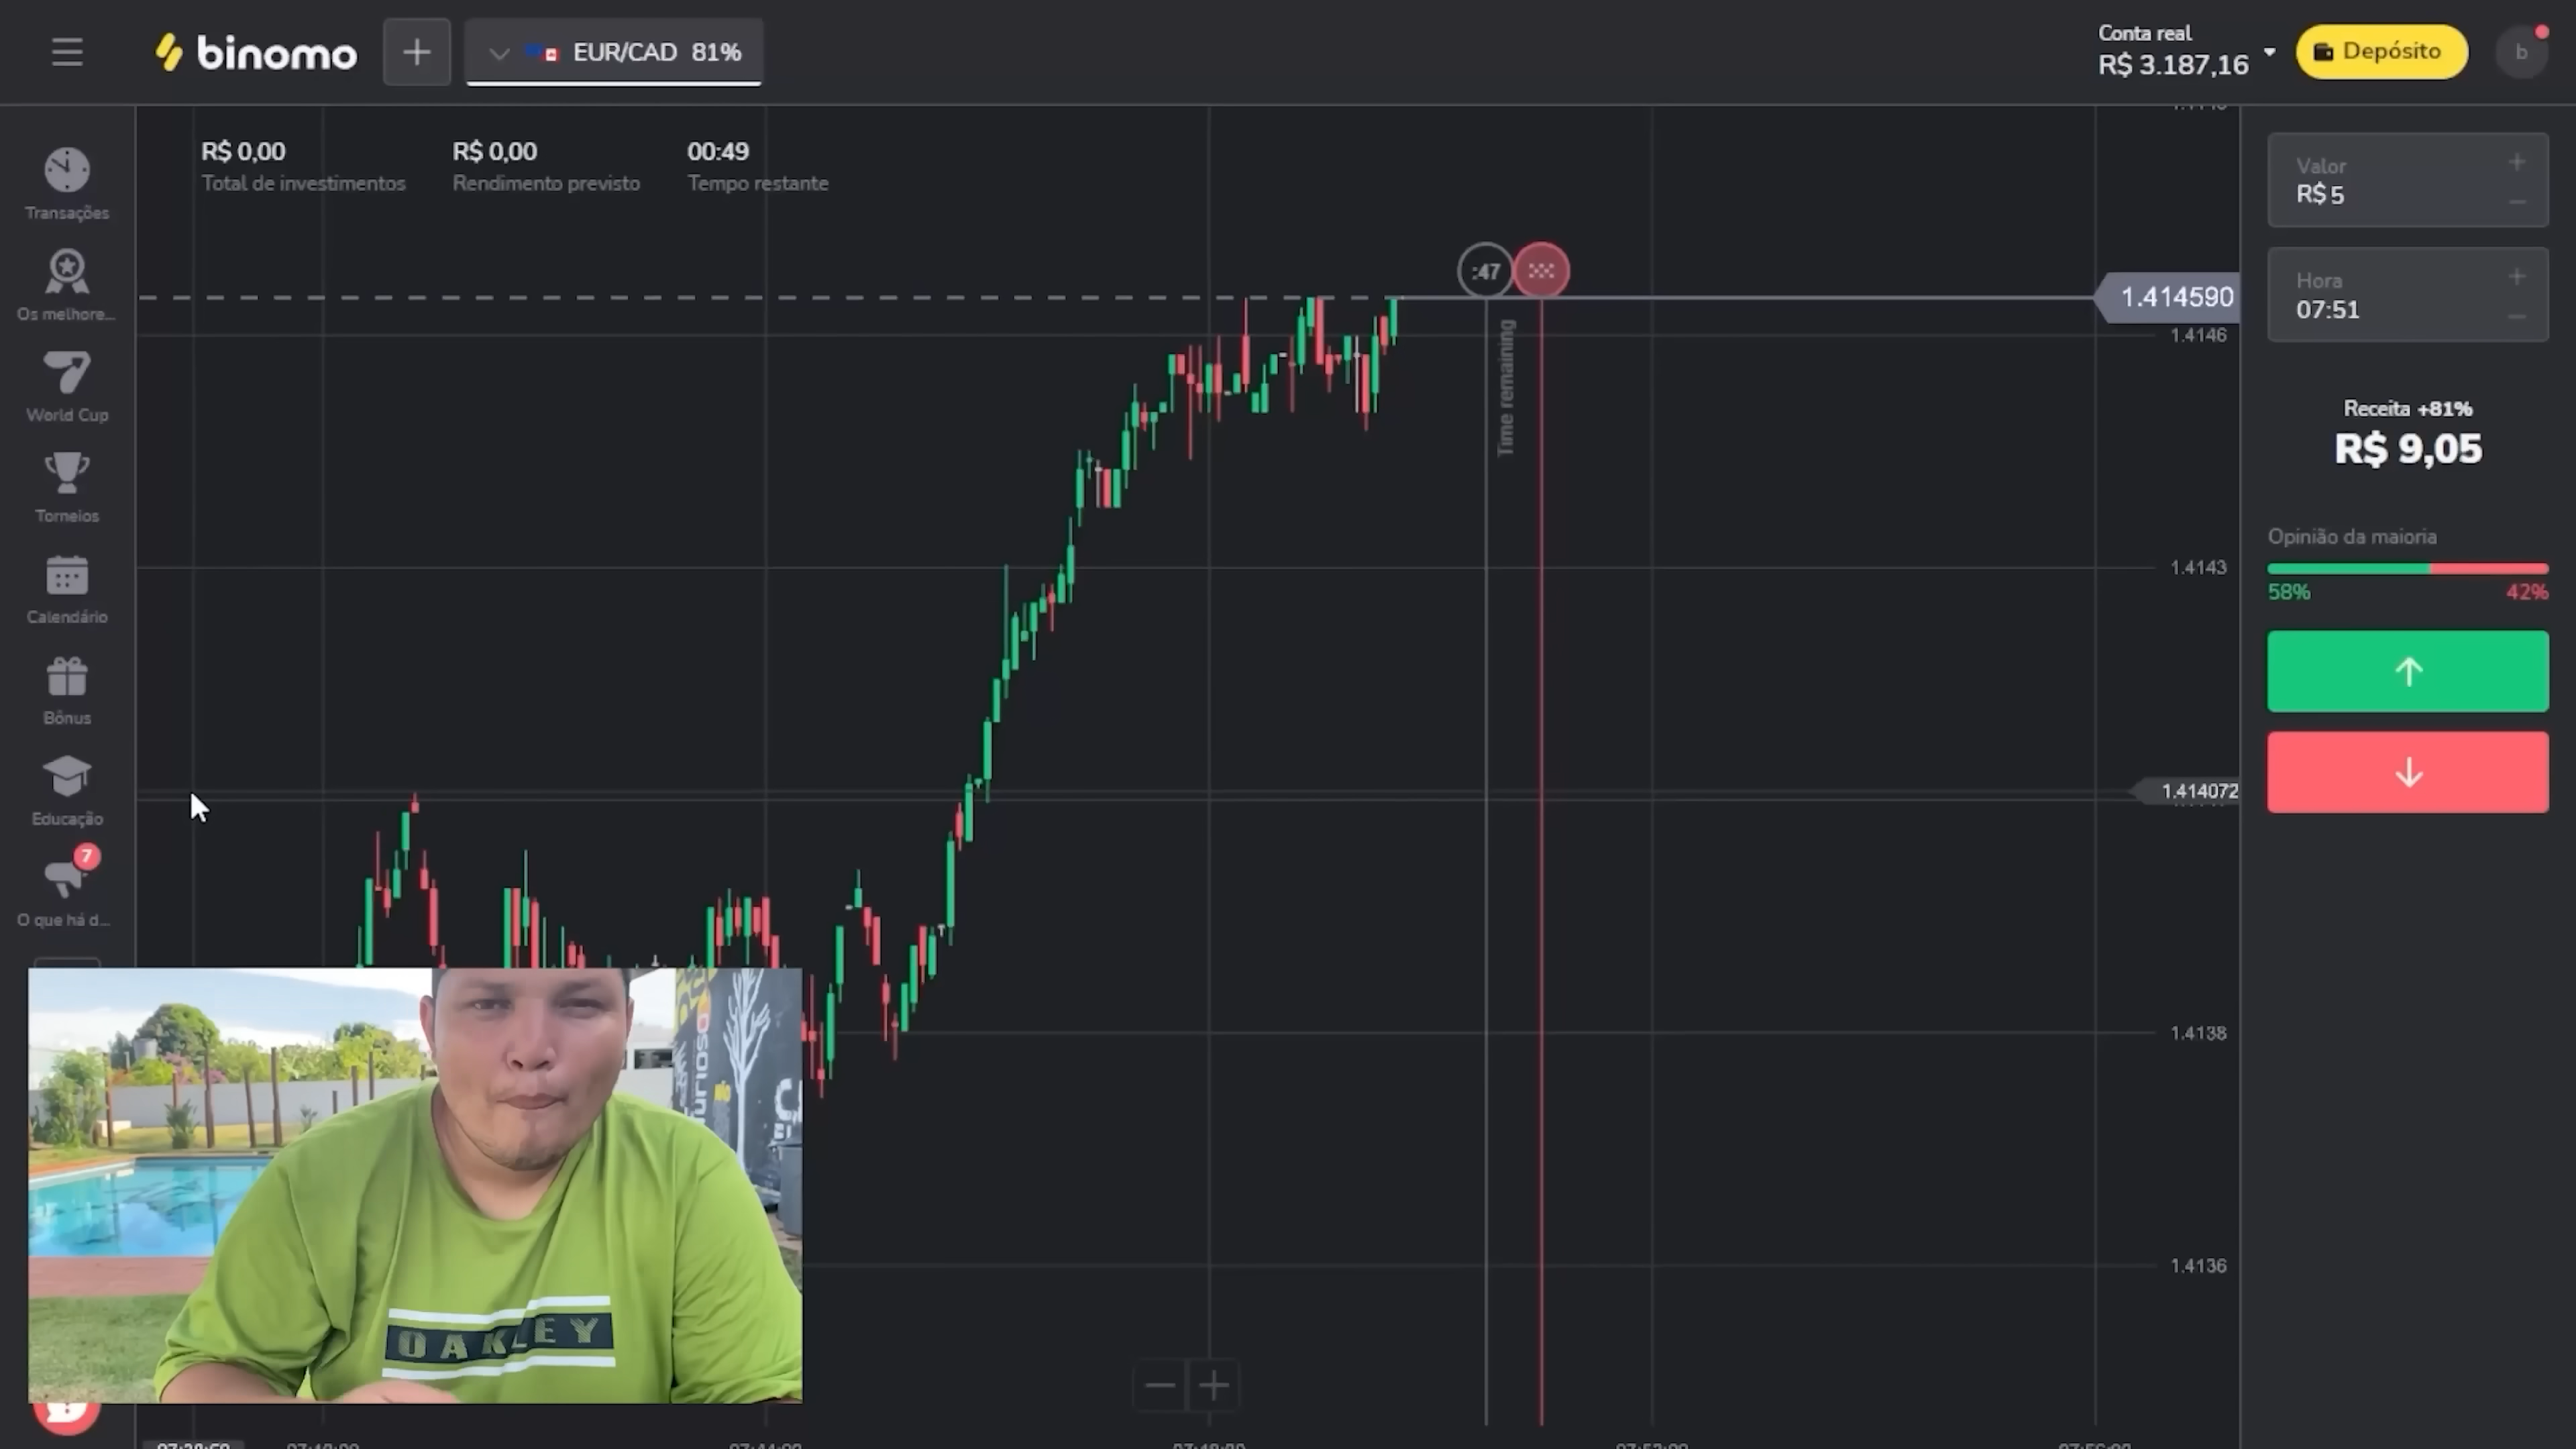 binomo
EUR/CAD 81%
Conta real
R$ 3.187,16
Depósito
b
R$ 0,00
Total de investimentos
R$ 0,00
Rendimento previsto
00:49
Tempo restante
Transações
Os melhore...
World Cup
Torneios
Calendário
Bônus
Educação
7
O que há d...
:47
Time remaining
1.414590
1.4146
1.4143
1.414072
1.4138
1.4136
Valor
R$ 5
Hora
07:51
Receita +81%
R$ 9,05
Opinião da maioria
58%
42%
OAKLEY